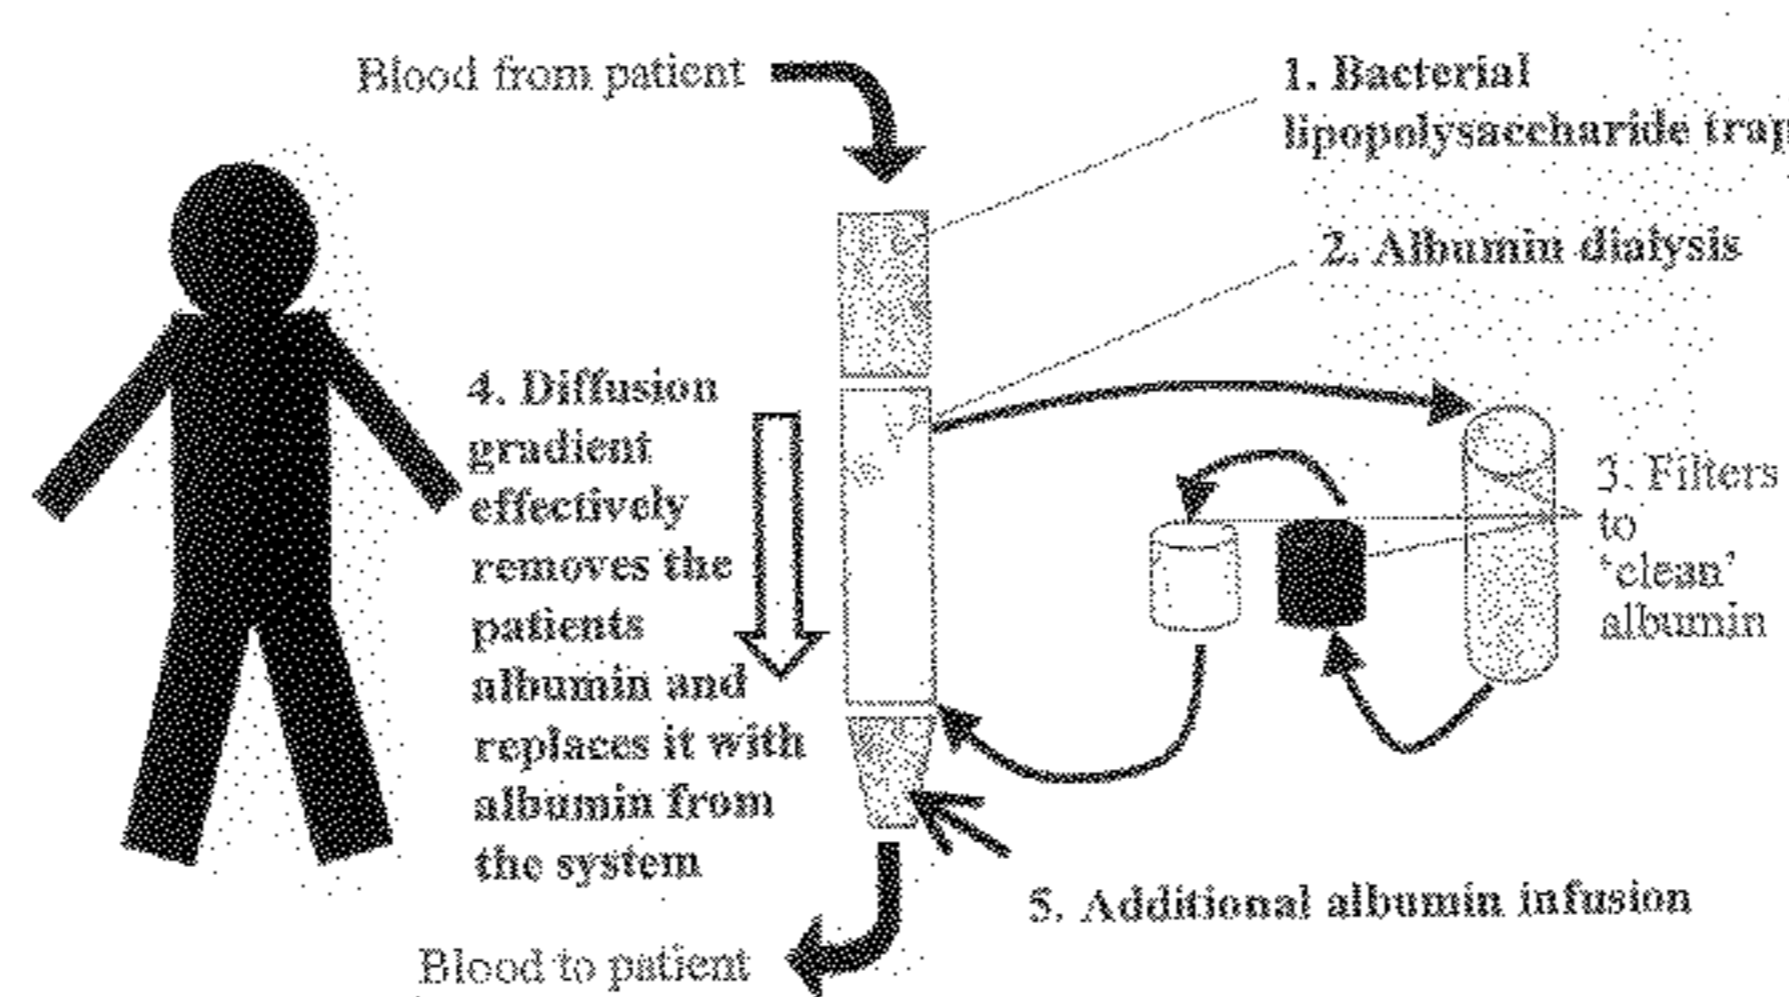 Blood from patient
1. Bacterial
lipopolysaccharide trap
2. Albumin dialysis
4. Diffusion
gradient
effectively
removes the
patients
albumin and
replaces it with
albumin from
the system
3. Filters
to
‘clean’
albumin
5. Additional albumin infusion
Blood to patient